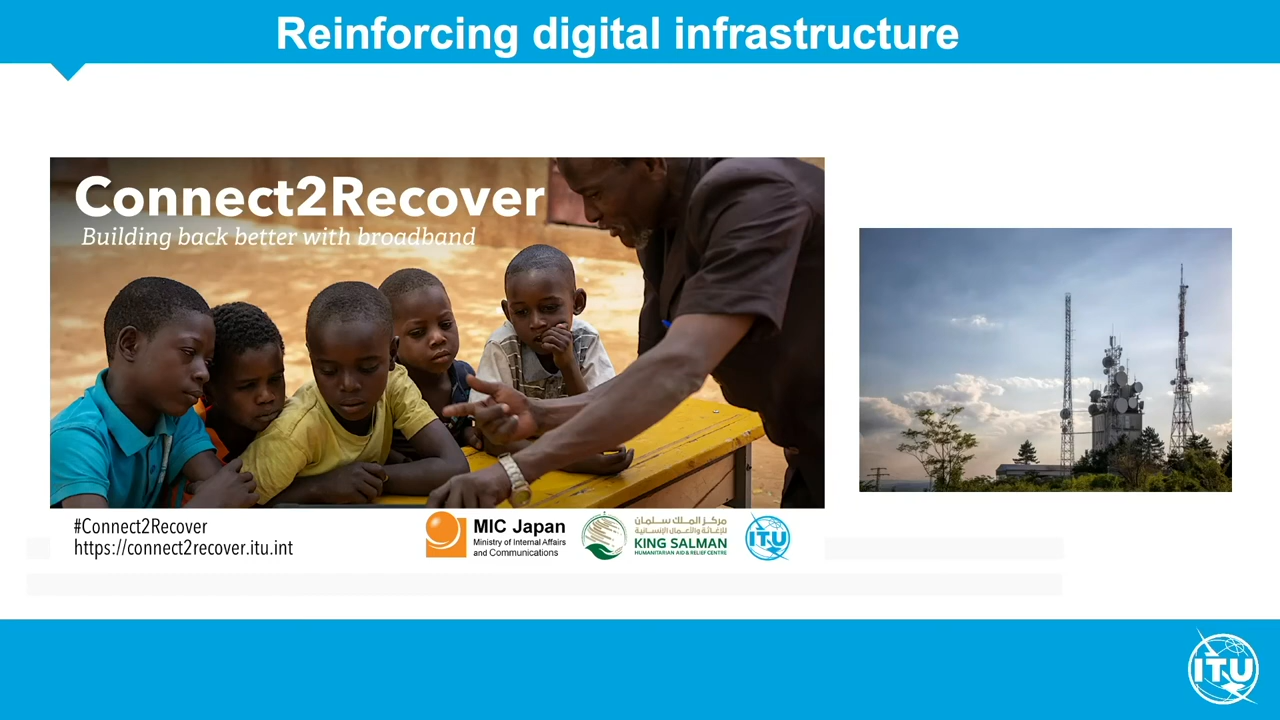 Reinforcing digital infrastructure
Connect2Recover
Building back better with broadband
#Connect2Recover
https://connect2recover.itu.int
MIC Japan
Ministry of Internal Affairs
and Communications
مركز الملك سلمان
للإغاثة والأعمال الإنسانية
KING SALMAN
HUMANITARIAN AID & RELIEF CENTRE
ITU
ITU